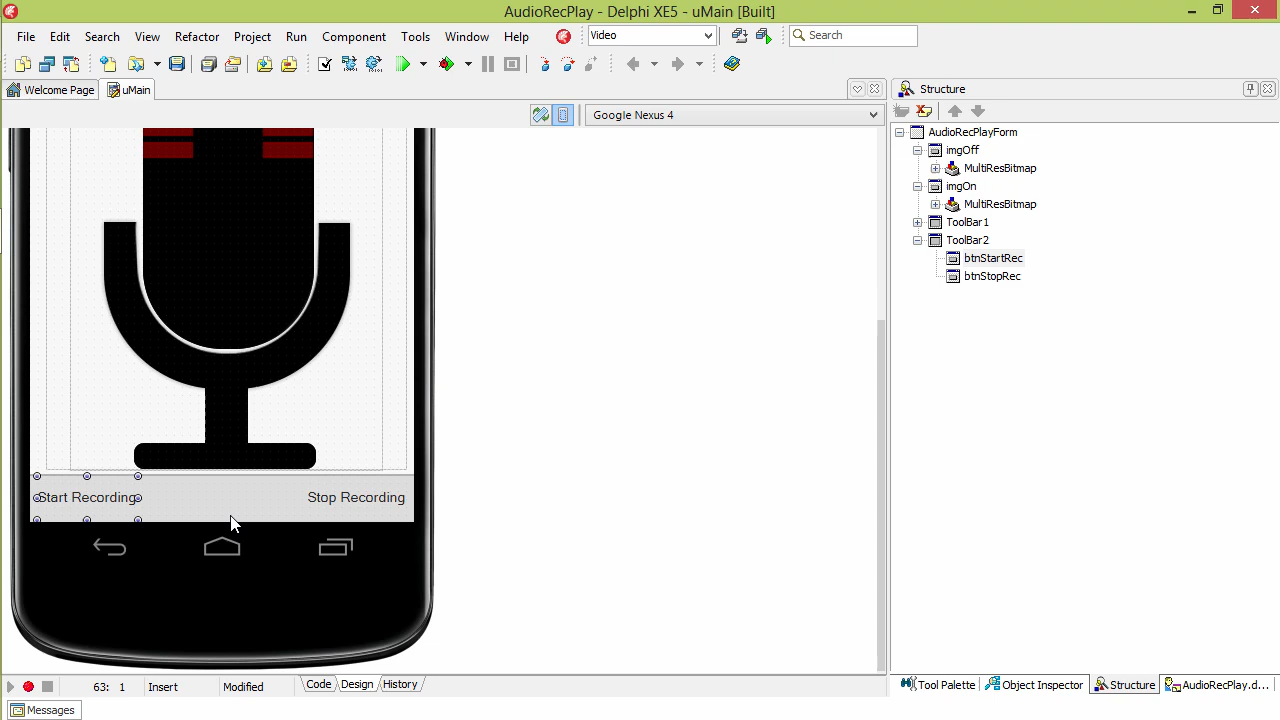 AudioRecPlay - Delphi XE5 - uMain [Built]
File Edit Search View Refactor Project Run Component Tools Window Help Video Search
Welcome Page uMain
Google Nexus 4
Start Recording Stop Recording
63: 1 Insert Modified Code Design History
Messages
Structure
AudioRecPlayForm
imgOff
MultiResBitmap
imgOn
MultiResBitmap
ToolBar1
ToolBar2
btnStartRec
btnStopRec
Tool Palette Object Inspector Structure AudioRecPlay.d...